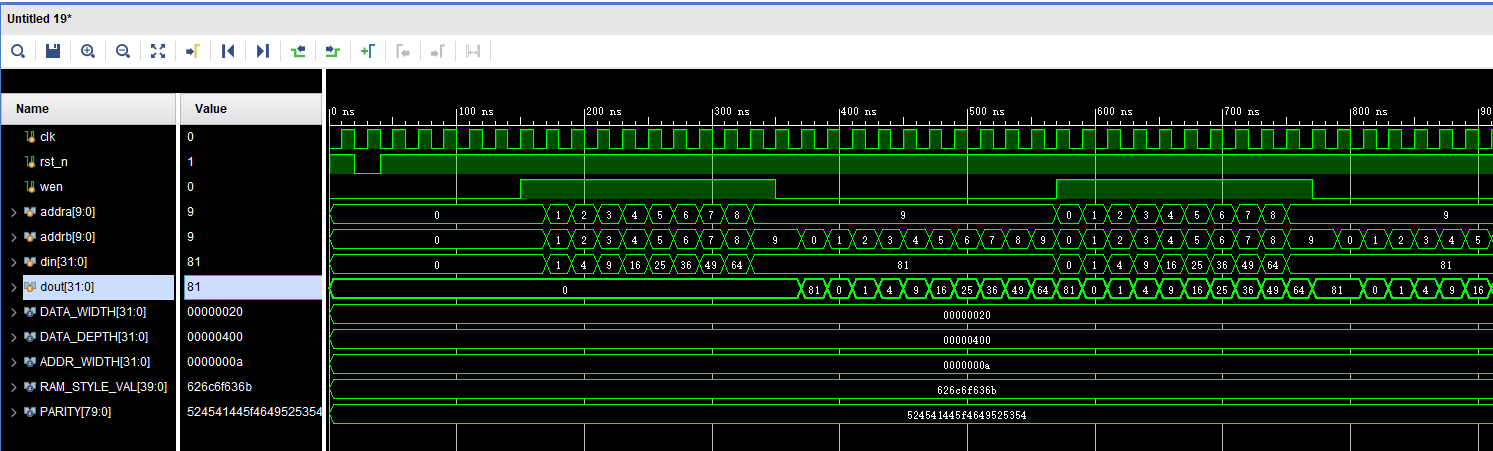 Untitled 19*
Name Value
0 ns 100 ns 200 ns 300 ns 400 ns 500 ns 600 ns 700 ns 800 ns 90
clk 0
rst_n 1
wen 0
addra[9:0] 9 0 1 2 3 4 5 6 7 8 9 0 1 2 3 4 5 6 7 8 9
addrb[9:0] 9 0 1 2 3 4 5 6 7 8 9 0 1 2 3 4 5 6 7 8 9 0 1 2 3 4 5 6 7 8 9 0 1 2 3 4 5
din[31:0] 81 0 1 4 9 16 25 36 49 64 81 0 1 4 9 16 25 36 49 64 81
dout[31:0] 81 0 81 0 1 4 9 16 25 36 49 64 81 0 1 4 9 16 25 36 49 64 81 0 1 4 9 16
DATA_WIDTH[31:0] 00000020 00000020
DATA_DEPTH[31:0] 00000400 00000400
ADDR_WIDTH[31:0] 0000000a 0000000a
RAM_STYLE_VAL[39:0] 626c6f636b 626c6f636b
PARITY[79:0] 524541445f4649525354 524541445f4649525354